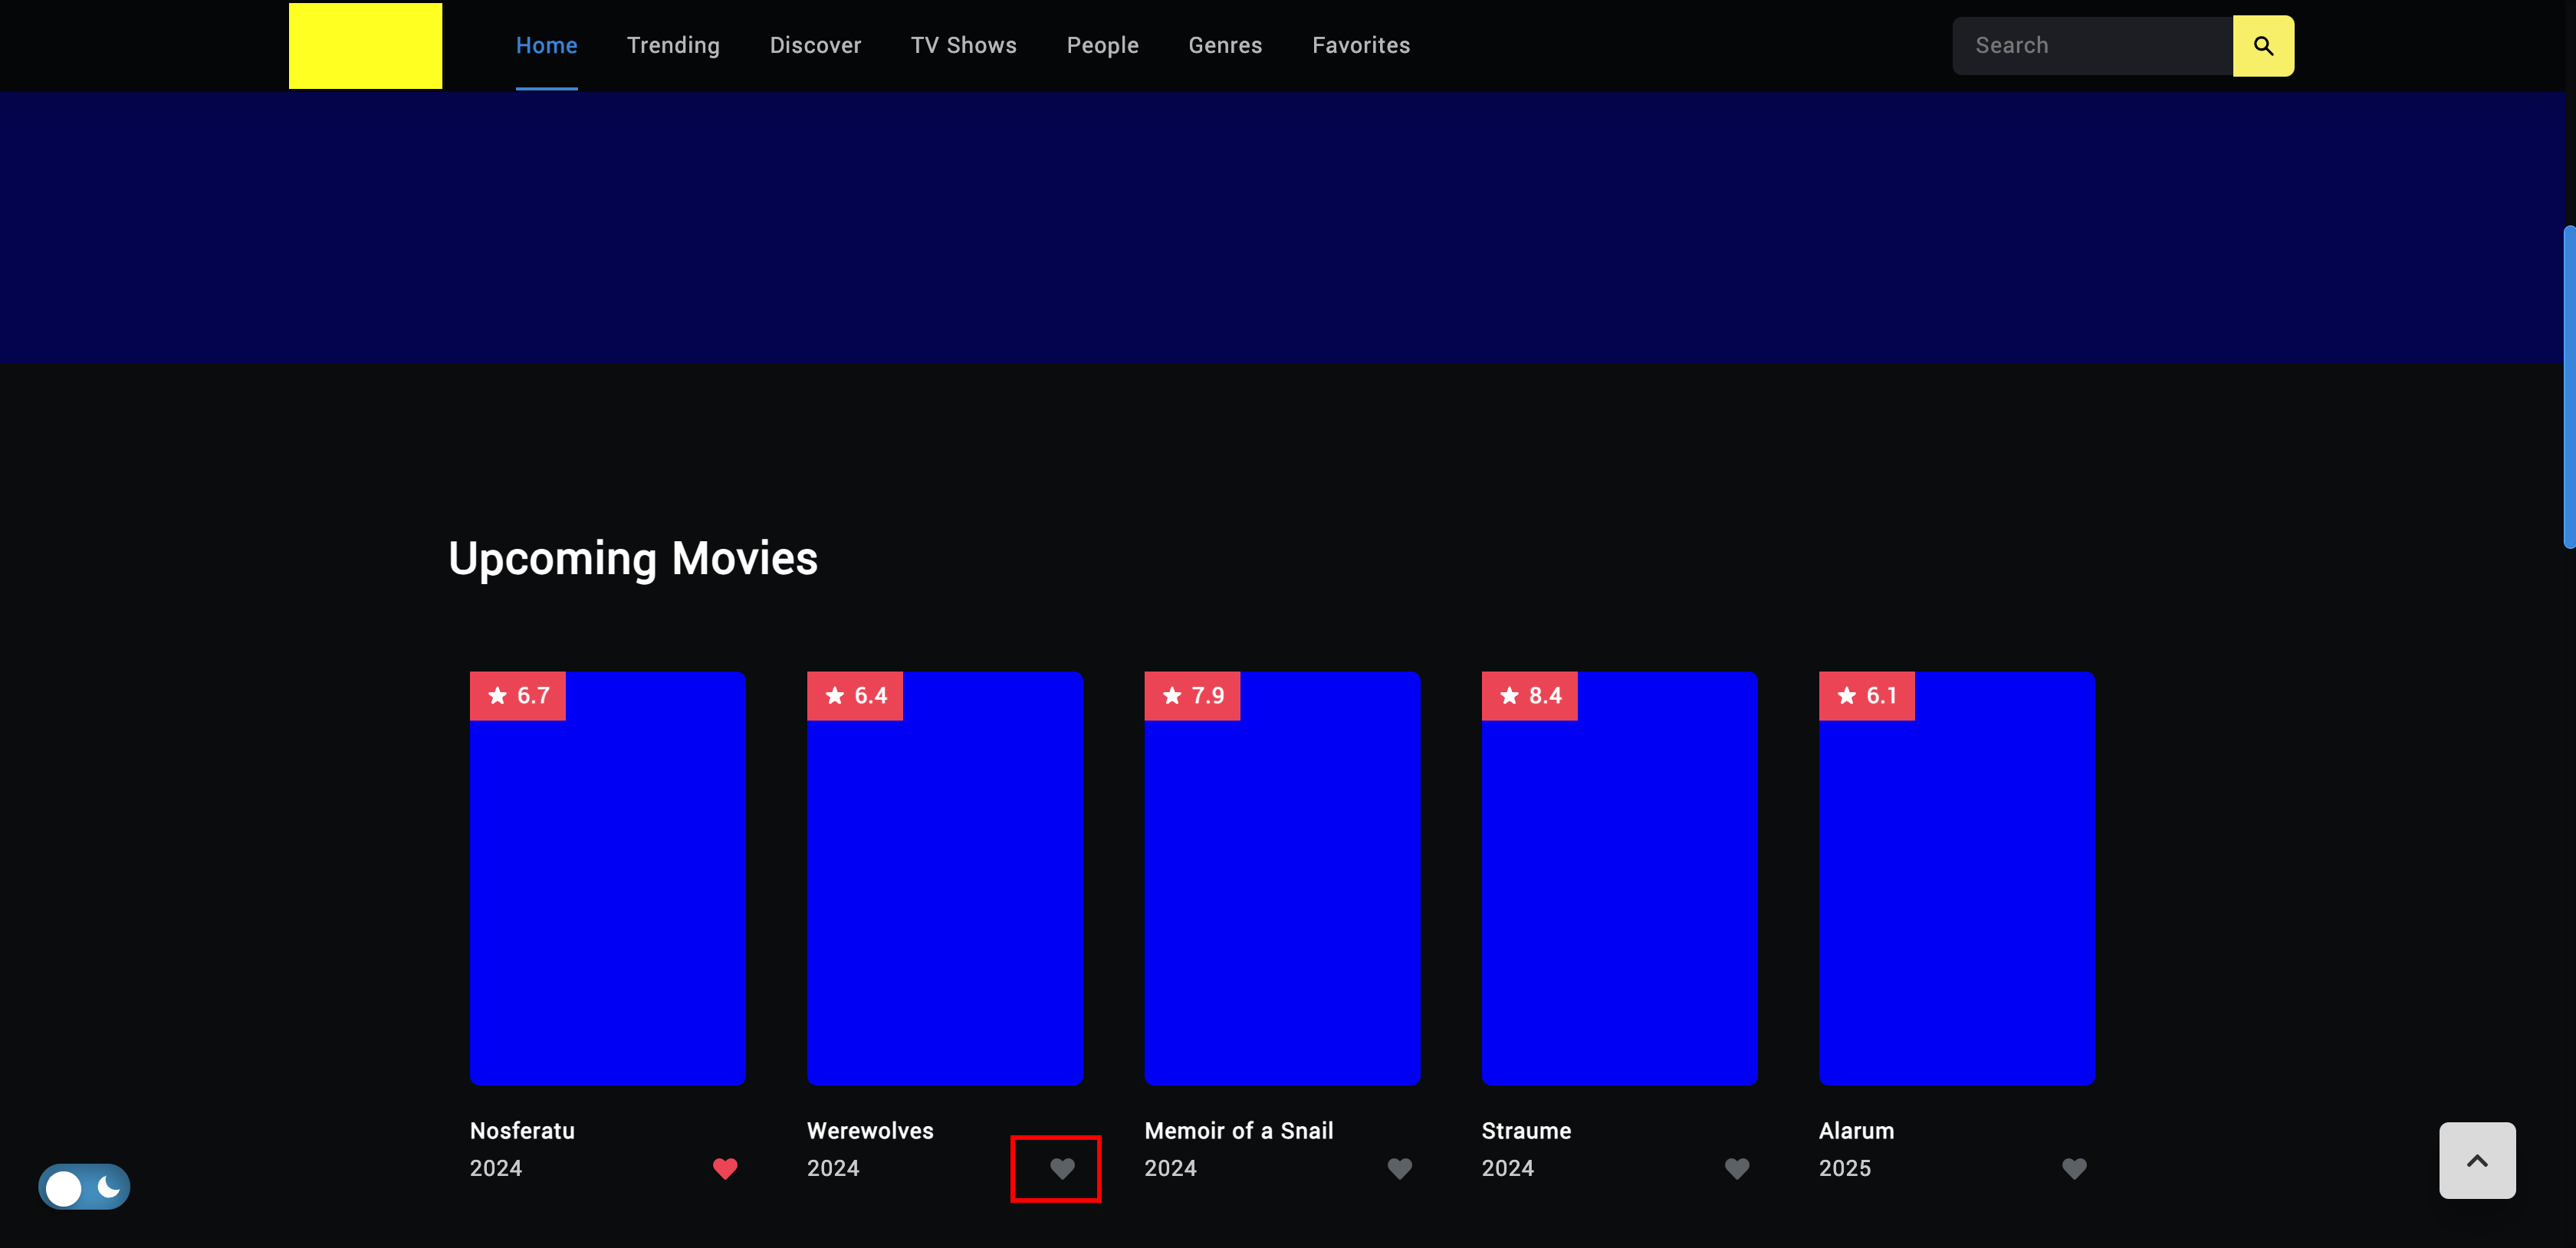 Home Trending Discover TV Shows People Genres Favorites Search
Upcoming Movies
6.7 6.4 7.9 8.4 6.1
Nosferatu Werewolves Memoir of a Snail Straume Alarum
2024 2024 2024 2024 2025